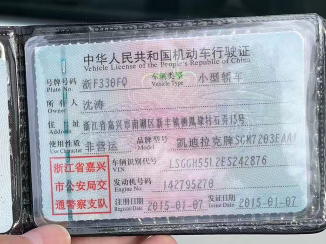 中华人民共和国机动车行驶证
Vehicle License of the People's Republic of China
号牌号码 浙F330FQ 车辆类型 小型轿车
Plate No. Vehicle Type
所有人 沈涛
Owner
住址 浙江省嘉兴市南湖区新丰镇
Address
使用性质 非营运 品牌型号 凯迪拉克牌SGM7203EAA1
Use Character Model
浙江省嘉兴
市公安局交
通警察支队
车辆识别代号 LSGGH55L2ES242876
VIN
发动机号码 142795270
Engine No.
注册日期 2015-01-07 发证日期 2015-01-07
Register Date Issue Date